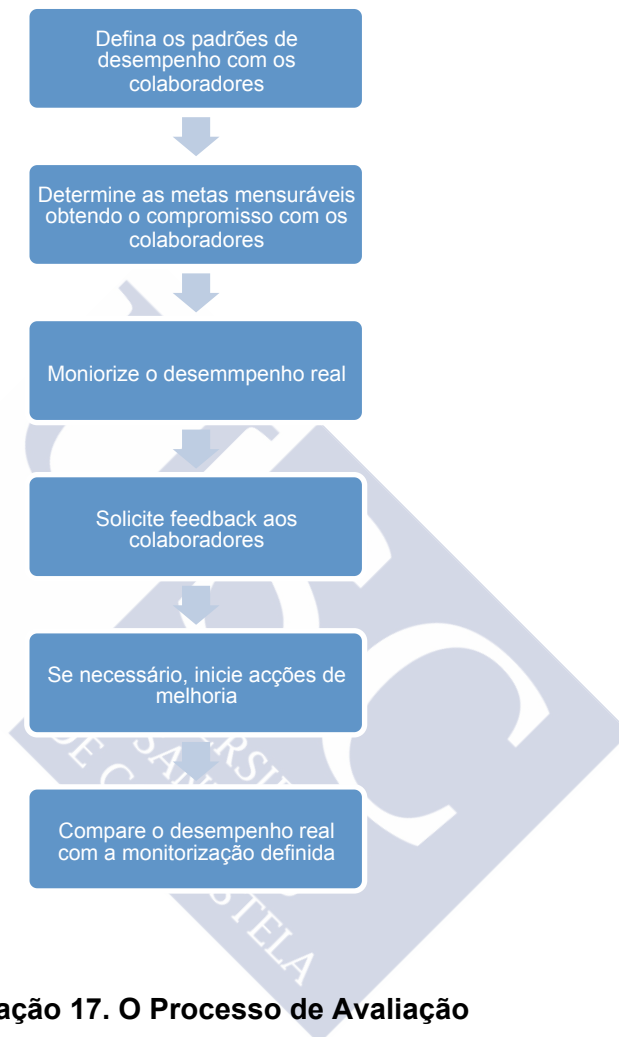 Defina os padrões de
desempenho com os
colaboradores
Determine as metas mensuráveis
obtendo o compromisso com os
colaboradores
Moniorize o desemmpenho real
Solicite feedback aos
colaboradores
Se necessário, inicie acções de
melhoria
Compare o desempenho real
com a monitorização definida
ação 17. O Processo de Avaliação